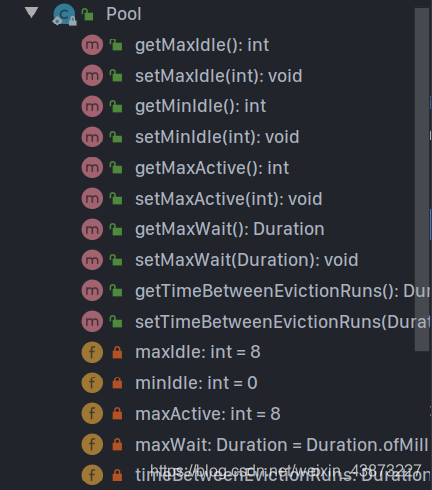 Pool
getMaxIdle(): int
setMaxIdle(int): void
getMinIdle(): int
setMinIdle(int): void
getMaxActive(): int
setMaxActive(int): void
getMaxWait(): Duration
setMaxWait(Duration): void
getTimeBetweenEvictionRuns(): Dur
setTimeBetweenEvictionRuns(Durat
maxIdle: int = 8
minIdle: int = 0
maxActive: int = 8
maxWait: Duration = Duration.ofMill
timeBetweenEvictionRuns: Duration
https://blog.csdn.net/weixin_43873227